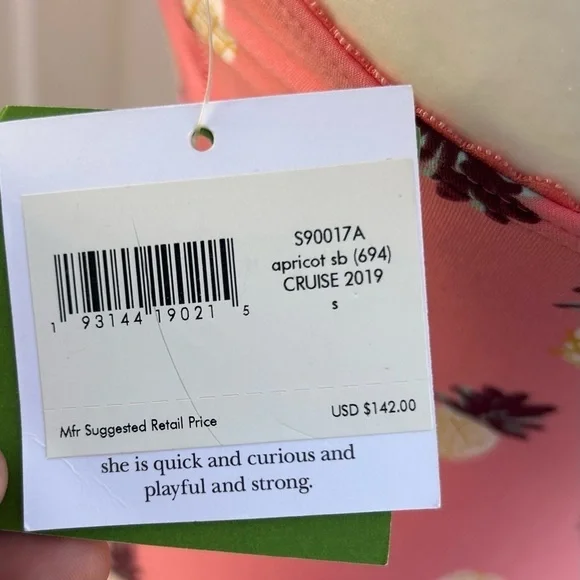 S90017A
apricot sb (694)
CRUISE 2019
s
1 93144 19021 5
Mfr Suggested Retail Price
USD $142.00
she is quick and curious and
playful and strong.